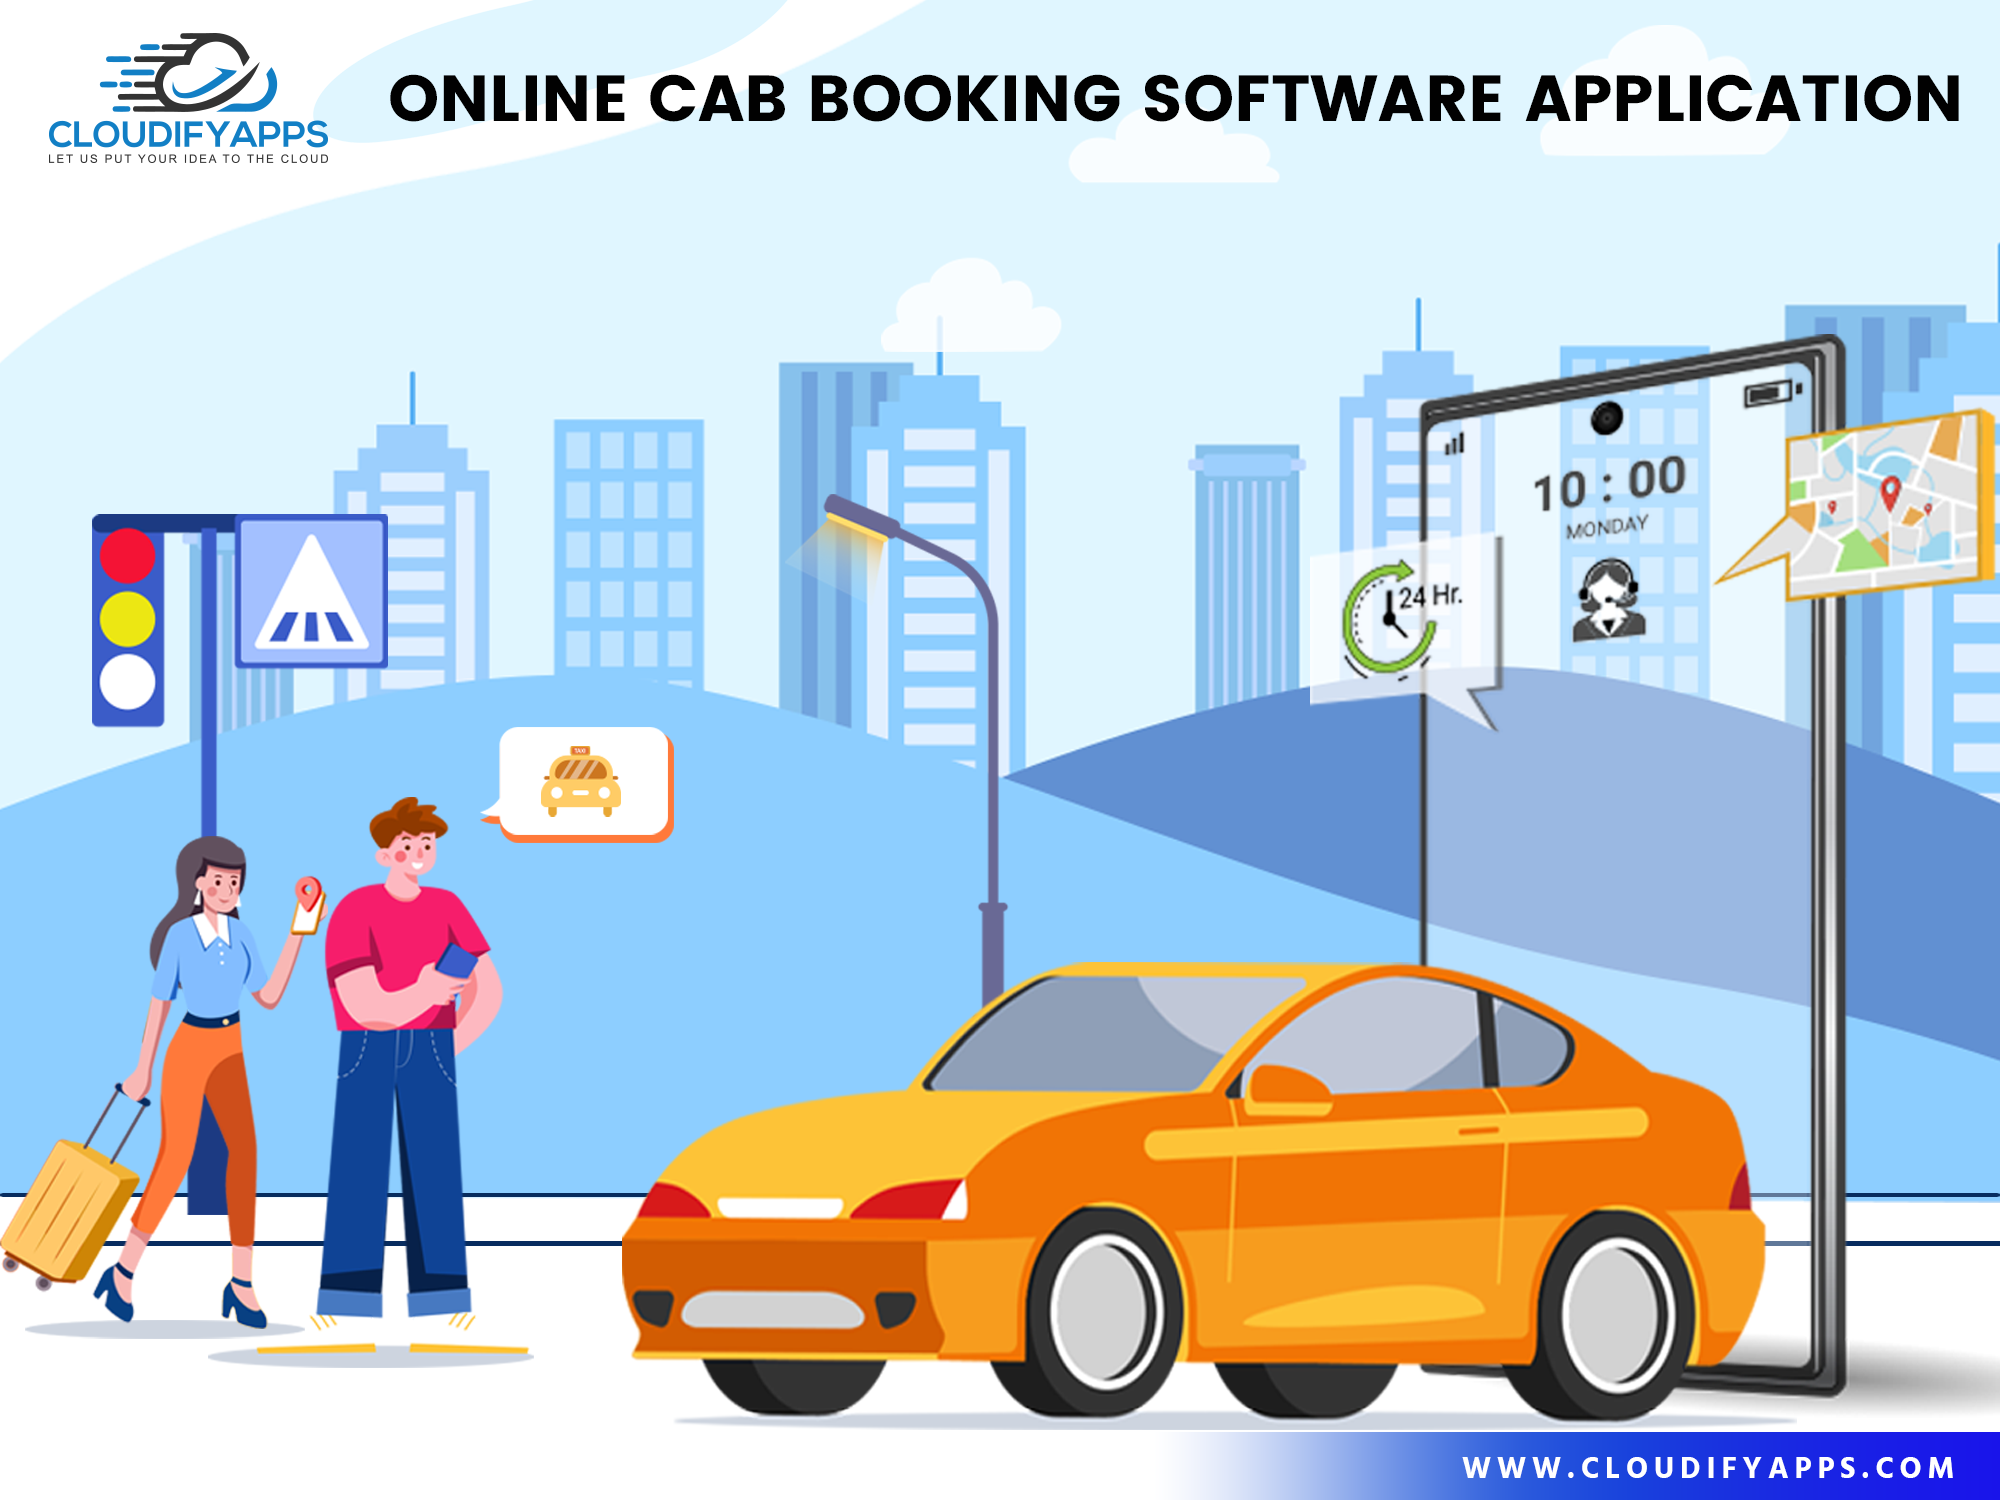 CLOUDIFYAPPS
LET US PUT YOUR IDEA TO THE CLOUD
ONLINE CAB BOOKING SOFTWARE APPLICATION
10 : 00
MONDAY
24 Hr.
TAXI
WWW.CLOUDIFYAPPS.COM